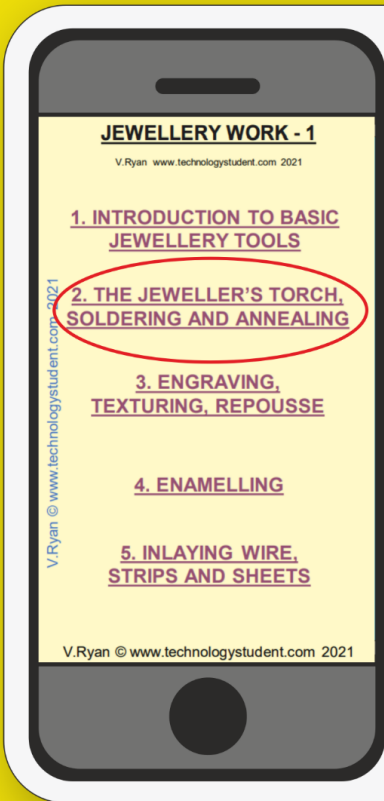 JEWELLERY WORK - 1
V.Ryan www.technologystudent.com 2021
1. INTRODUCTION TO BASIC
JEWELLERY TOOLS
2. THE JEWELLER'S TORCH,
SOLDERING AND ANNEALING
3. ENGRAVING,
TEXTURING, REPOUSSE
4. ENAMELLING
5. INLAYING WIRE,
STRIPS AND SHEETS
V.Ryan © www.technologystudent.com 2021
V.Ryan © www.technologystudent.com 2021